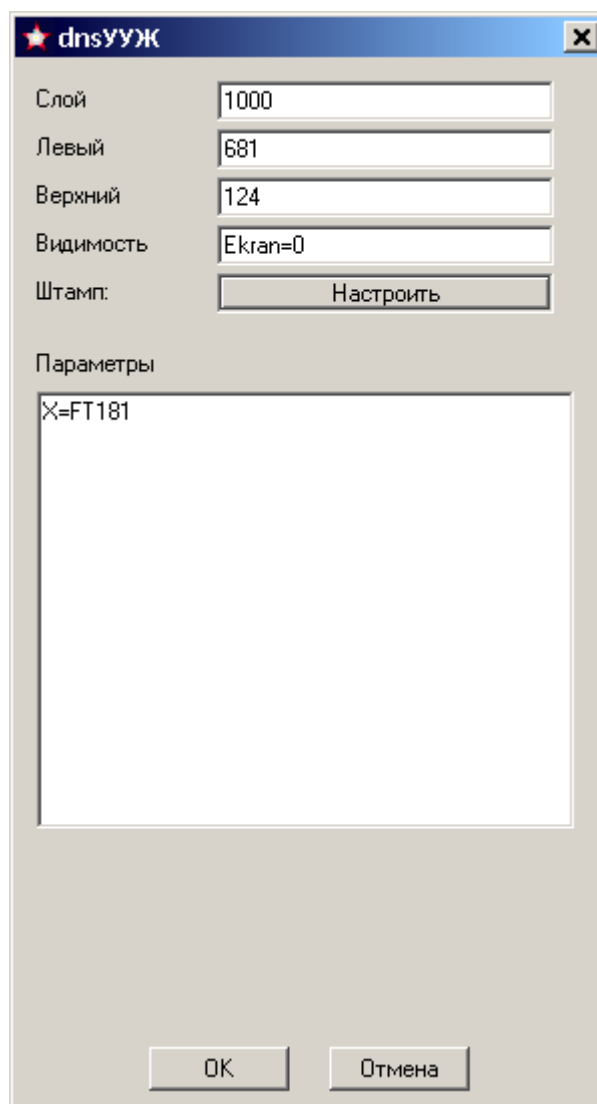 dnsУУЖ
Слой 1000
Левый 681
Верхний 124
Видимость Ekran=0
Штамп: Настроить
Параметры
X=FT181
OK Отмена